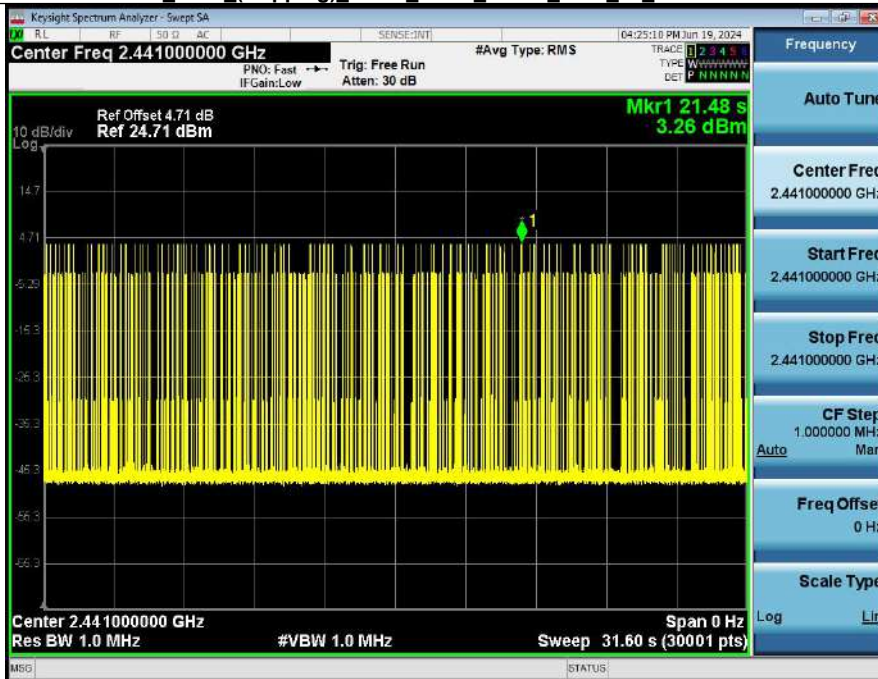 Keysight Spectrum Analyzer - Swept SA
RL RF 50 Ω AC SENSE:INT 04:25:10 PM Jun 19, 2024
Center Freq 2.441000000 GHz #Avg Type: RMS TRACE 1 2 3 4 5 6
PNO: Fast Trig: Free Run TYPE WWWWWW
IFGain:Low Atten: 30 dB DET P NNNNN
Ref Offset 4.71 dB Mkr1 21.48 s
10 dB/div Ref 24.71 dBm 3.26 dBm
Log
14.7
4.71
-5.29
-15.3
-25.3
-35.3
-45.3
-55.3
-65.3
1
Center 2.441000000 GHz Span 0 Hz
Res BW 1.0 MHz #VBW 1.0 MHz Sweep 31.60 s (30001 pts)
MSG STATUS
Frequency
Auto Tune
Center Freq
2.441000000 GHz
Start Freq
2.441000000 GHz
Stop Freq
2.441000000 GHz
CF Step
1.000000 MHz
Auto Man
Freq Offset
0 Hz
Scale Type
Log Lin